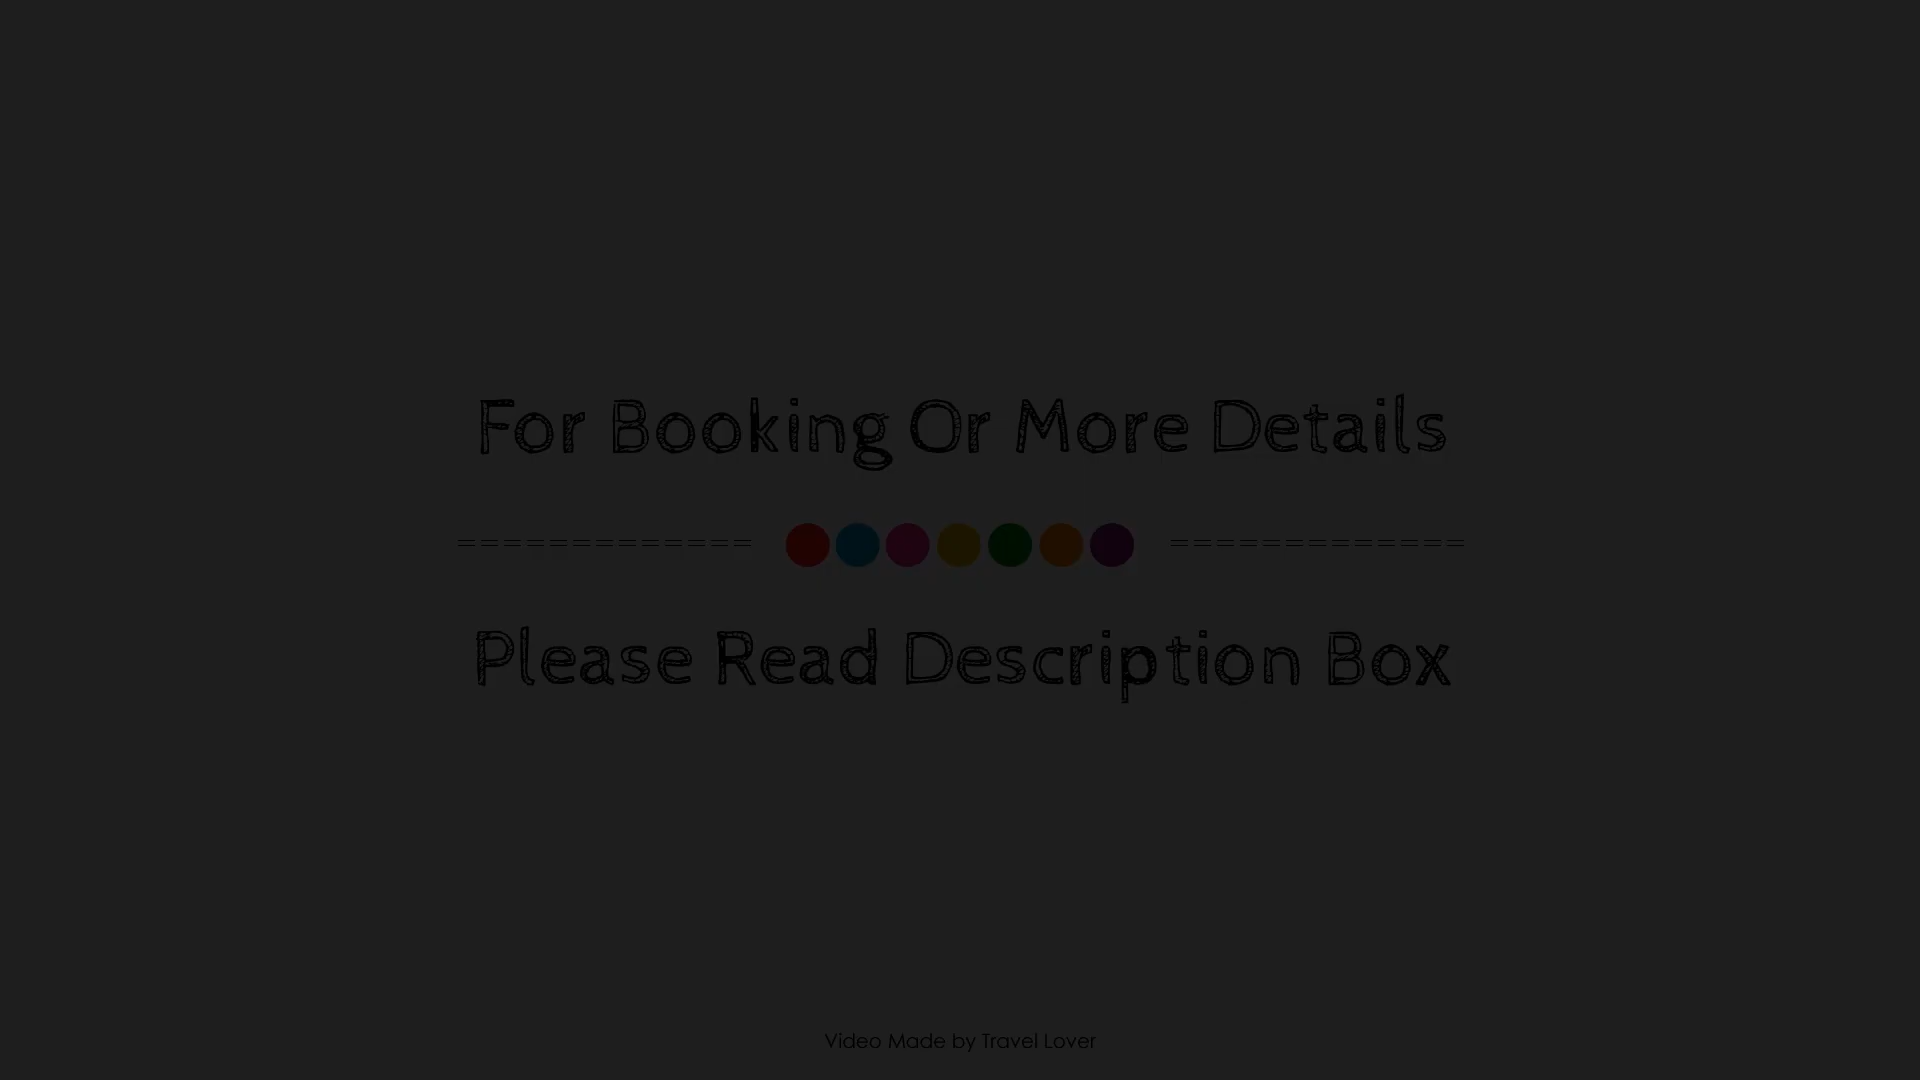 For Booking Or More Details
============= =============
Please Read Description Box
Video Made by Travel Lover